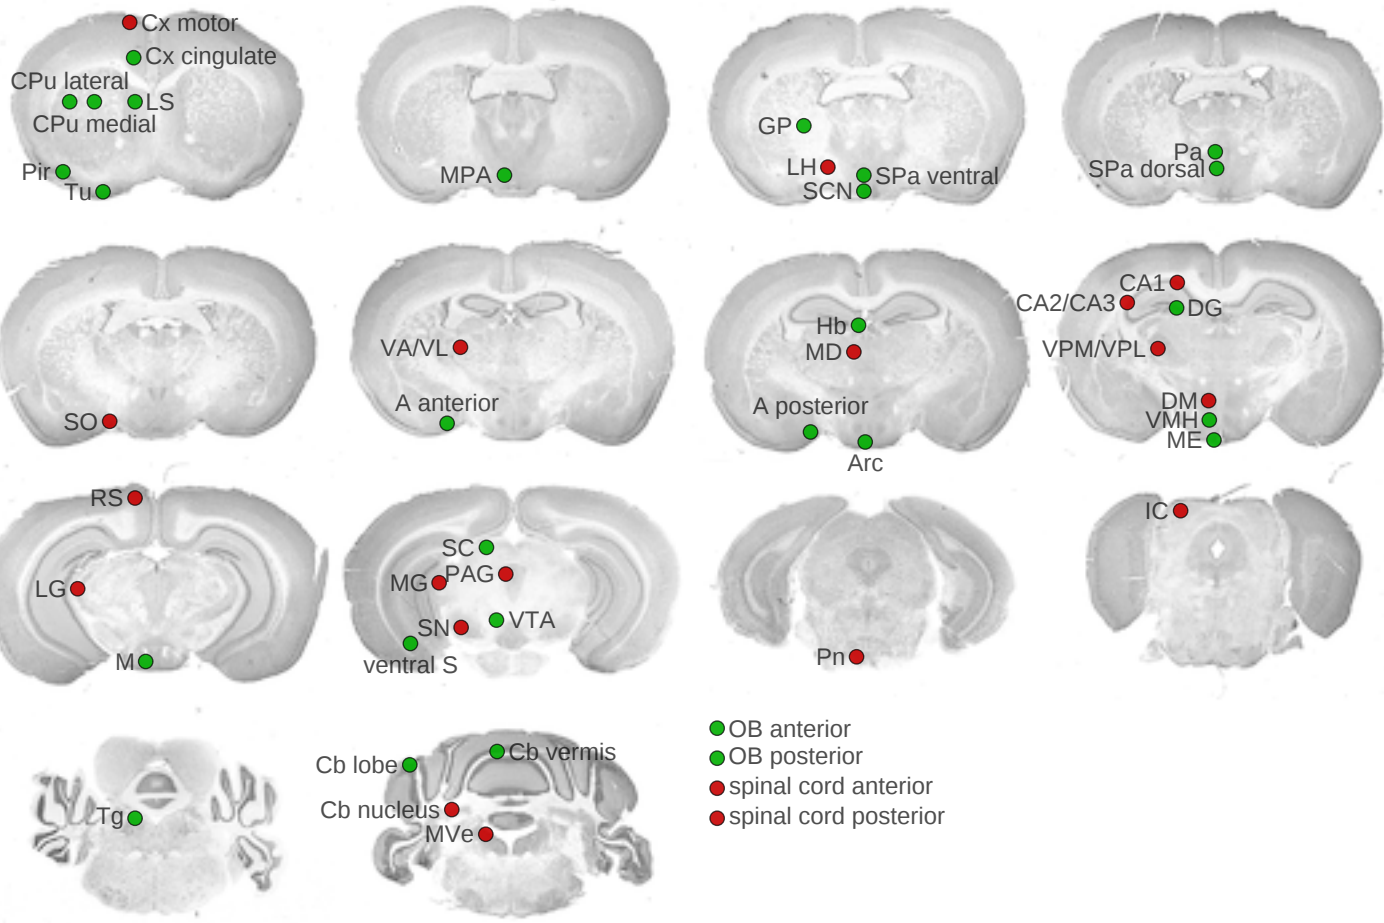 Cx motor
Cx cingulate
CPu lateral
LS
CPu medial
Pir
Tu
MPA
GP
LH
SPa ventral
SCN
Pa
SPa dorsal
SO
VA/VL
A anterior
Hb
MD
A posterior
Arc
CA1
CA2/CA3
DG
VPM/VPL
DM
VMH
ME
RS
LG
M
SC
MG
PAG
SN
VTA
ventral S
Pn
IC
Tg
Cb lobe
Cb vermis
Cb nucleus
MVe
OB anterior
OB posterior
spinal cord anterior
spinal cord posterior